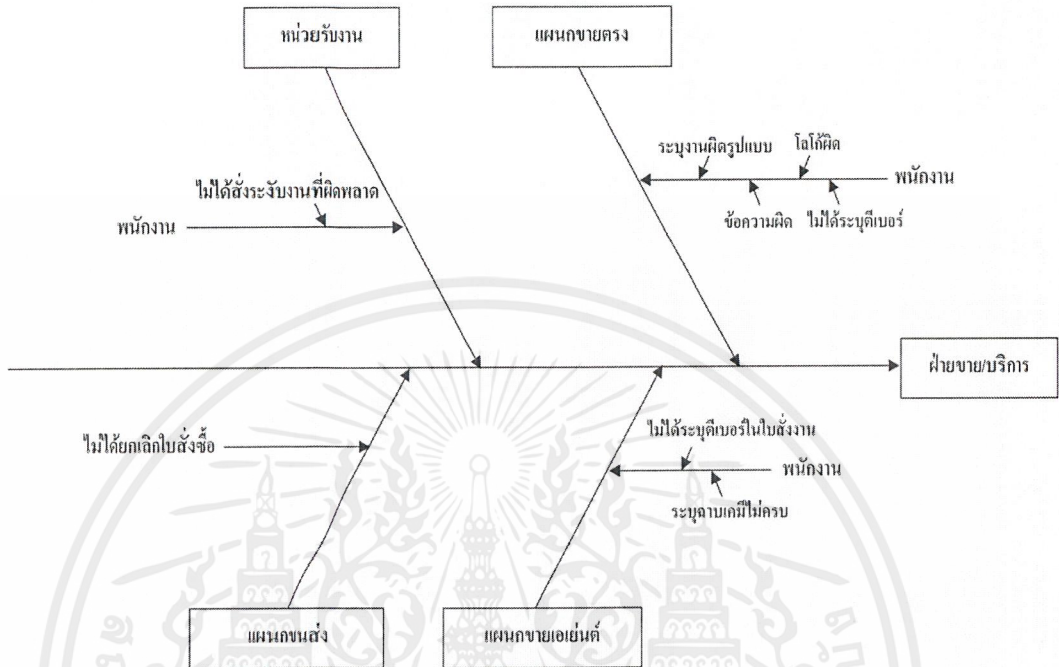 หน่วยรับงาน
แผนกขายตรง
ระบุงานผิดรูปแบบ
โลโก้ผิด
พนักงาน
ข้อความผิด
ไม่ได้ระบุตีเบอร์
ไม่ได้สั่งระงับงานที่ผิดพลาด
พนักงาน
ฝ่ายขาย/บริการ
ไม่ได้ยกเลิกใบสั่งซื้อ
ไม่ได้ระบุตีเบอร์ในใบสั่งงาน
พนักงาน
ระบุฉาบเคมีไม่ครบ
แผนกขนส่ง
แผนกขายเอเย่นต์